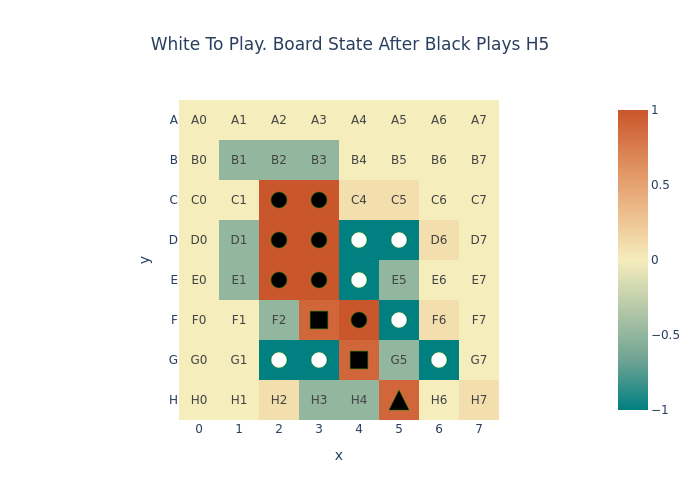 White To Play. Board State After Black Plays H5
A A0 A1 A2 A3 A4 A5 A6 A7
B B0 B1 B2 B3 B4 B5 B6 B7
C C0 C1 C4 C5 C6 C7
D D0 D1 D6 D7
E E0 E1 E5 E6 E7
F F0 F1 F2 F6 F7
G G0 G1 G5 G7
H H0 H1 H2 H3 H4 H6 H7
0 1 2 3 4 5 6 7
x
y
1
0.5
0
−0.5
−1